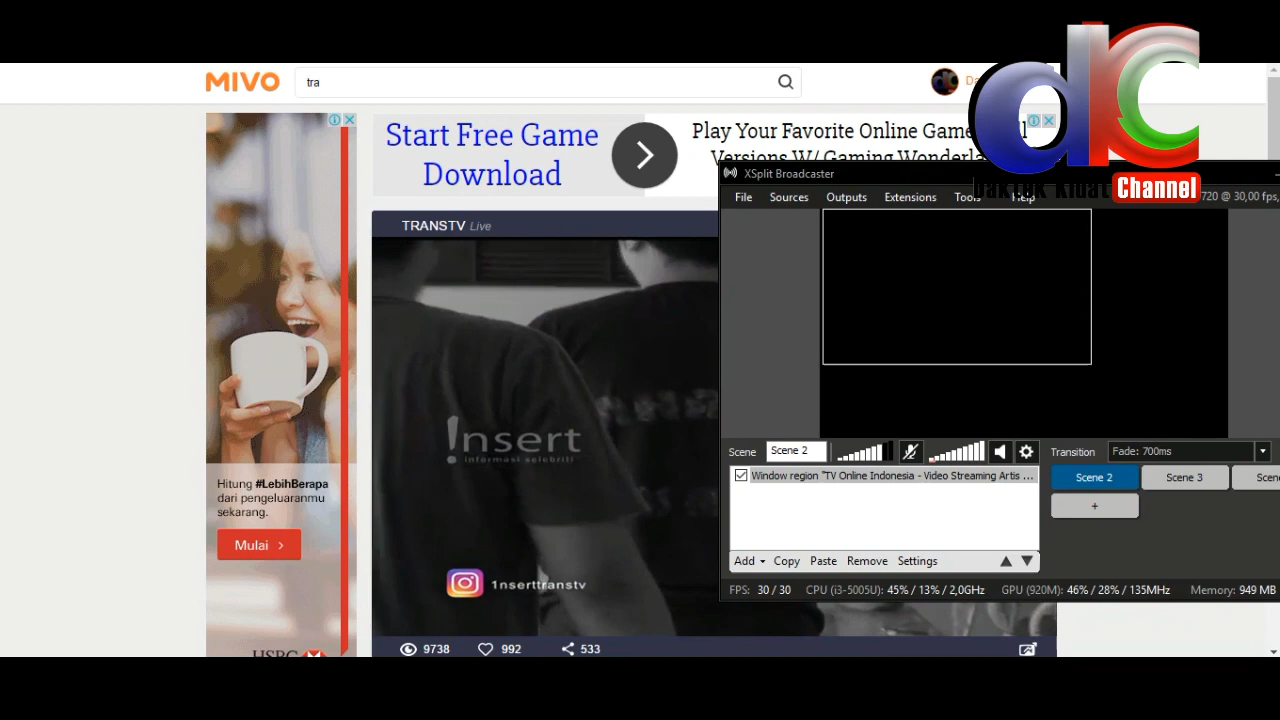 MIVO
tra
Start Free Game
Download
Play Your Favorite Online Game
Versions W/ Gaming
TRANSTV Live
!nsert
informasi selebriti
1nserttranstv
9738
992
533
Hitung #LebihBerapa
dari pengeluaranmu
sekarang.
Mulai >
HSBC
dc
Channel
XSplit Broadcaster
File Sources Outputs Extensions Tools Help
720 @ 30,00 fps,
Scene
Scene 2
Transition
Fade: 700ms
Window region "TV Online Indonesia - Video Streaming Artis ...
Scene 2
Scene 3
+
Add Copy Paste Remove Settings
FPS: 30 / 30 CPU (i3-5005U): 45% / 13% / 2,0GHz GPU (920M): 46% / 28% / 135MHz Memory: 949 MB